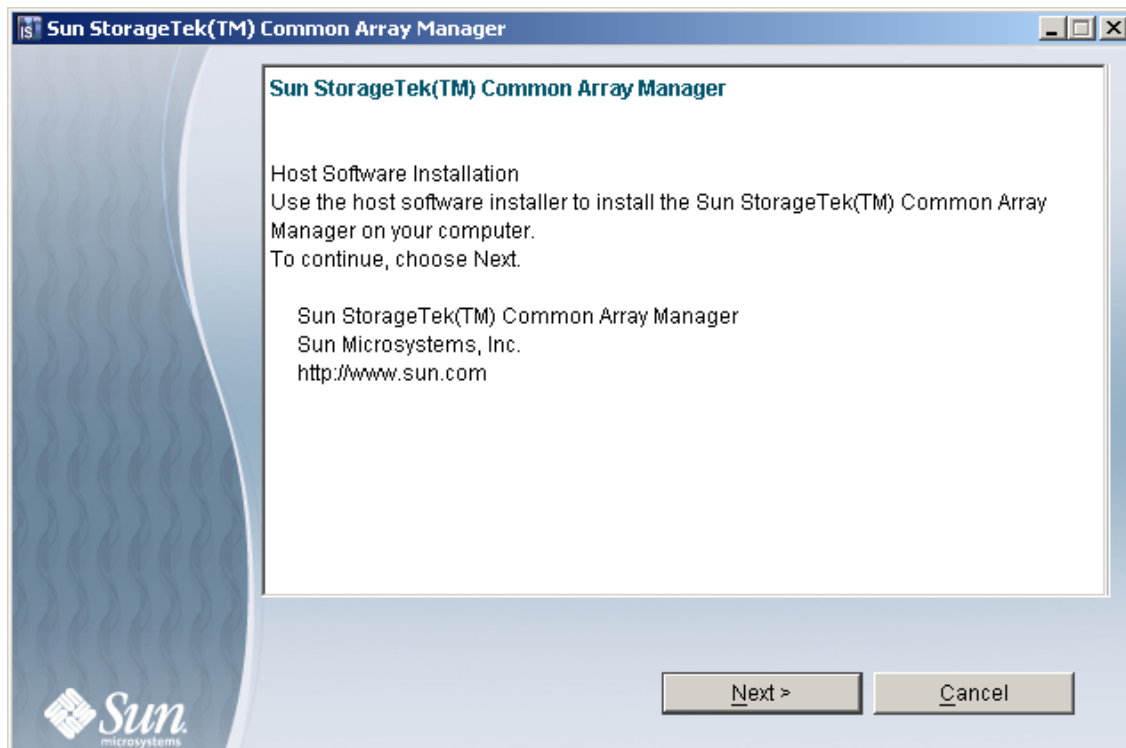 Sun StorageTek(TM) Common Array Manager
Sun StorageTek(TM) Common Array Manager
Host Software Installation
Use the host software installer to install the Sun StorageTek(TM) Common Array
Manager on your computer.
To continue, choose Next.
Sun StorageTek(TM) Common Array Manager
Sun Microsystems, Inc.
http://www.sun.com
Next >
Cancel
Sun
microsystems